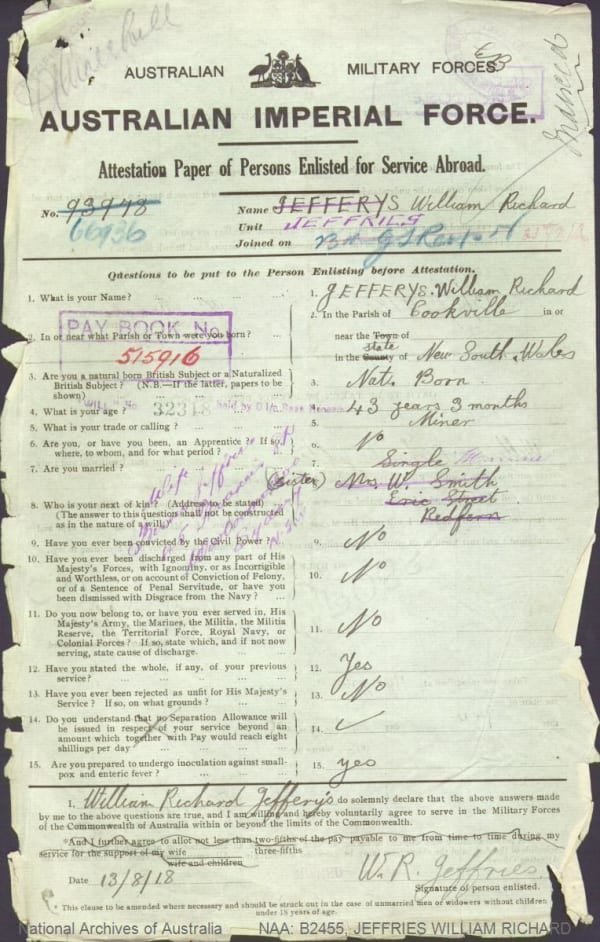 AUSTRALIAN MILITARY FORCES
AUSTRALIAN IMPERIAL FORCE.
Attestation Paper of Persons Enlisted for Service Abroad.
No. 93948 Name JEFFERYS William Richard
66936 Unit JEFFRIES
Joined on
Questions to be put to the Person Enlisting before Attestation.
1. What is your Name? 1. JEFFERYS. William Richard
2. In or near what Parish or Town were you born? 2. In the Parish of Cookville in or
near the Town of
in the County of State New South Wales
PAY BOOK No.
515916
3. Are you a natural born British Subject or a Naturalized British Subject? (N.B.—If the latter, papers to be shown) 3. Nat. Born
WILL No. 32318 held by O i/c Base Records
4. What is your age? 4. 43 years 3 months
5. What is your trade or calling? 5. Miner
6. Are you, or have you been, an Apprentice? If so, where, to whom, and for what period? 6. No
7. Are you married? 7. Single
8. Who is your next of kin? (Address to be stated) (Sister) Mrs. W. Smith
(The answer to this question shall not be constructed as in the nature of a will) Eric Street
Redfern
Wife
9. Have you ever been convicted by the Civil Power? 9. No
10. Have you ever been discharged from any part of His Majesty's Forces, with Ignominy, or as Incorrigible and Worthless, or on account of Conviction of Felony, or of a Sentence of Penal Servitude, or have you been dismissed with Disgrace from the Navy? 10. No
11. Do you now belong to, or have you ever served in, His Majesty's Army, the Marines, the Militia, the Militia Reserve, the Territorial Force, Royal Navy, or Colonial Forces? If so, state which, and if not now serving, state cause of discharge. 11. No
12. Have you stated the whole, if any, of your previous service? 12. Yes
13. Have you ever been rejected as unfit for His Majesty's Service? If so, on what grounds? 13. No
14. Do you understand that no Separation Allowance will be issued in respect of your service beyond an amount which together with Pay would reach eight shillings per day 14. ✓
15. Are you prepared to undergo inoculation against small-pox and enteric fever? 15. yes
I, William Richard Jefferys do solemnly declare that the above answers made
by me to the above questions are true, and I am willing and hereby voluntarily agree to serve in the Military Forces
of the Commonwealth of Australia within or beyond the limits of the Commonwealth.
*And I further agree to allot not less than two-fifths of the pay payable to me from time to time during my
service for the support of my wife three-fifths
wife and children
Date 13/8/18 W. R. Jeffries
Signature of person enlisted.
* This clause to be amended where necessary and should be struck out in the case of unmarried men or widowers without children
under 18 years of age.
National Archives of Australia NAA: B2455, JEFFRIES WILLIAM RICHARD